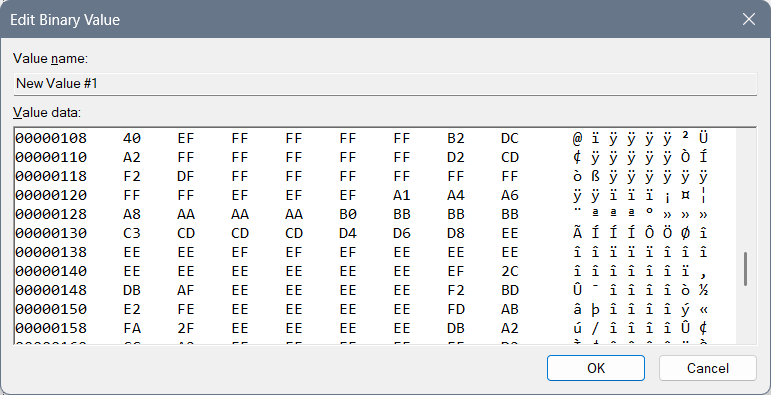 Edit Binary Value
Value name:
New Value #1
Value data:
00000108 40 EF FF FF FF FF B2 DC @ ï ÿ ÿ ÿ ÿ ² Ü
00000110 A2 FF FF FF FF FF D2 CD ¢ ÿ ÿ ÿ ÿ ÿ Ò Í
00000118 F2 DF FF FF FF FF FF FF ò ß ÿ ÿ ÿ ÿ ÿ ÿ
00000120 FF FF EF EF EF A1 A4 A6 ÿ ÿ ï ï ï ¡ ¤ ¦
00000128 A8 AA AA AA B0 BB BB BB ¨ ª ª ª ° » » »
00000130 C3 CD CD CD D4 D6 D8 EE Ã Í Í Í Ô Ö Ø î
00000138 EE EE EF EF EF EE EE EE î î ï ï ï î î î
00000140 EE EE EE EE EE EE EF 2C î î î î î î ï ,
00000148 DB AF EE EE EE EE F2 BD Û ¯ î î î î ò ½
00000150 E2 FE EE EE EE EE FD AB â þ î î î î ý «
00000158 FA 2F EE EE EE EE DB A2 ú / î î î î Û ¢
OK Cancel